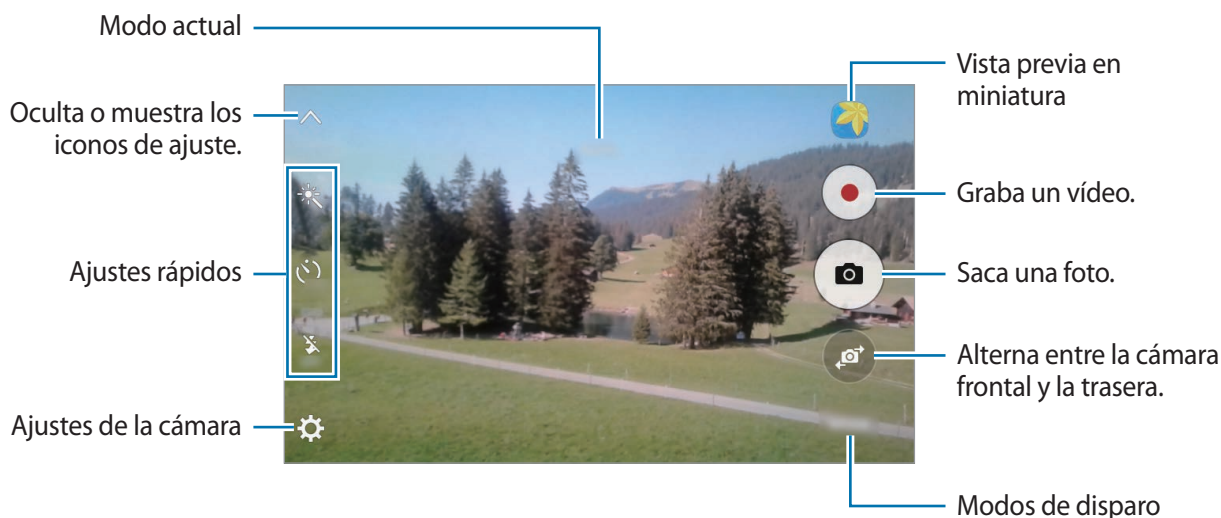 Modo actual
Oculta o muestra los
iconos de ajuste.
Ajustes rápidos
Ajustes de la cámara
Vista previa en
miniatura
Graba un vídeo.
Saca una foto.
Alterna entre la cámara
frontal y la trasera.
Modos de disparo